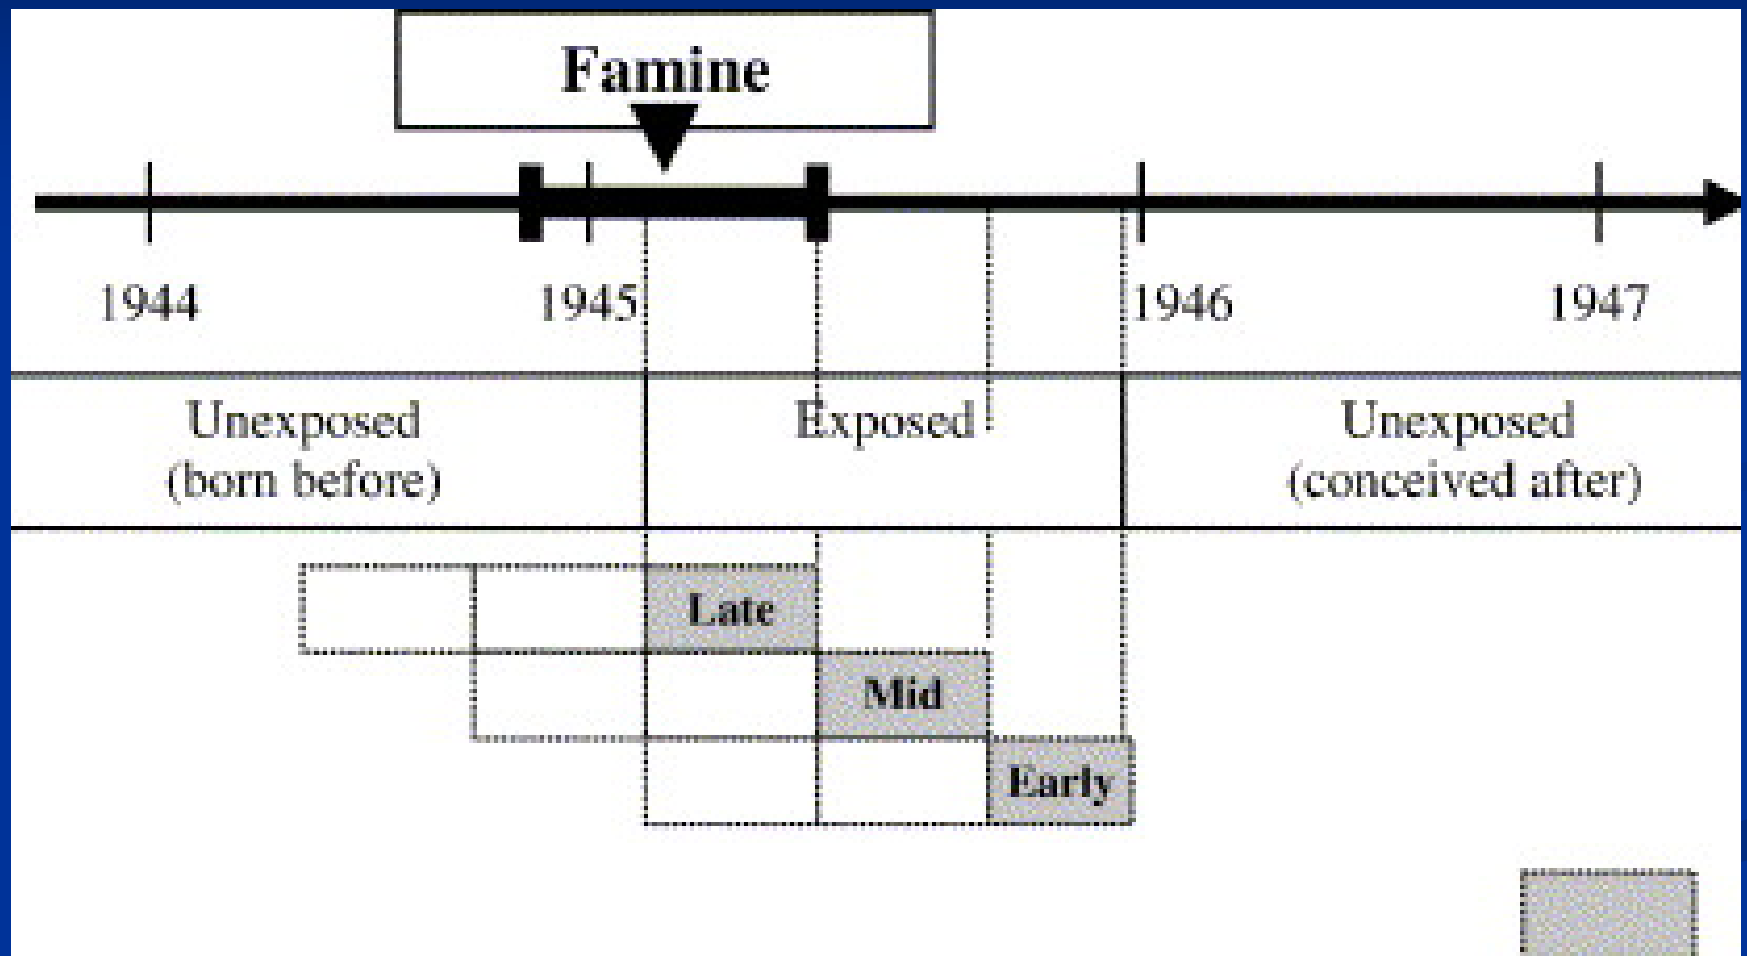 Famine
1944 1945 1946 1947
Unexposed Exposed Unexposed
(born before) (conceived after)
Late
Mid
Early